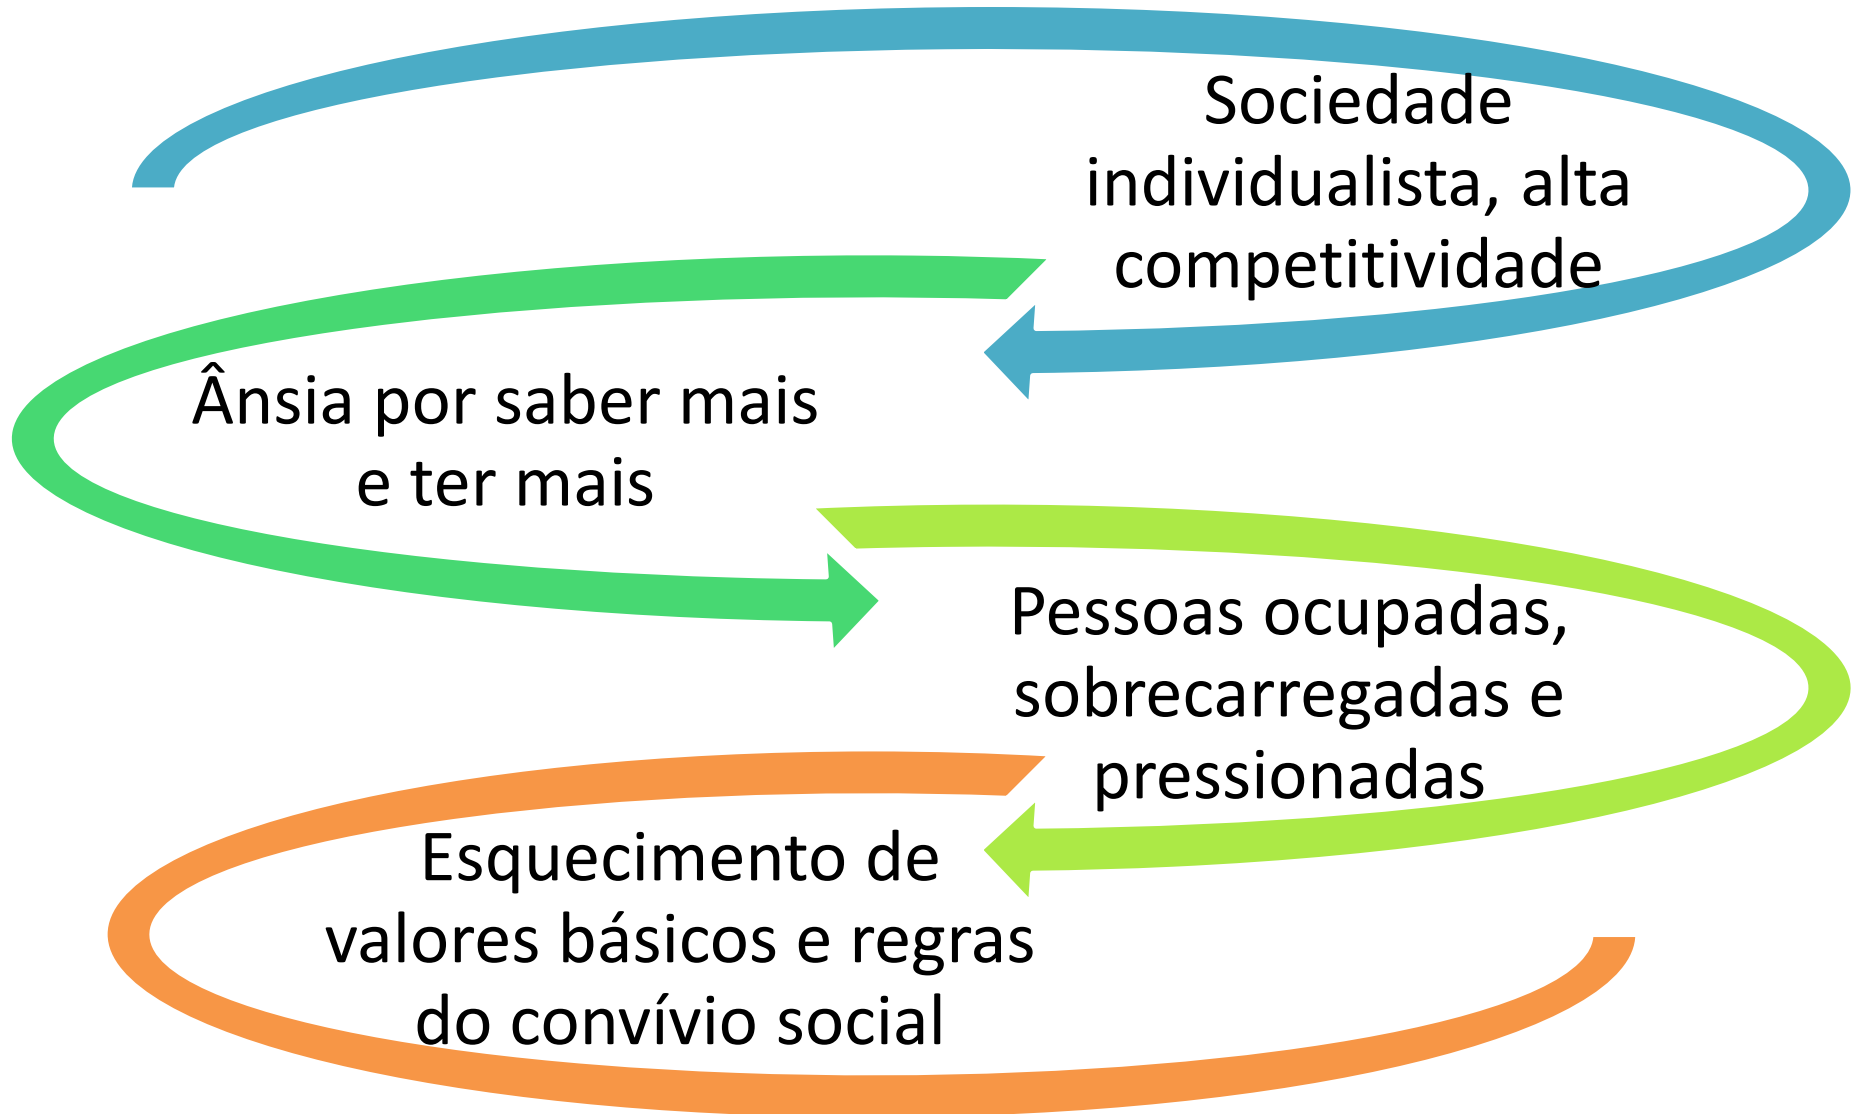 Sociedade
individualista, alta
competitividade
Ânsia por saber mais
e ter mais
Pessoas ocupadas,
sobrecarregadas e
pressionadas
Esquecimento de
valores básicos e regras
do convívio social